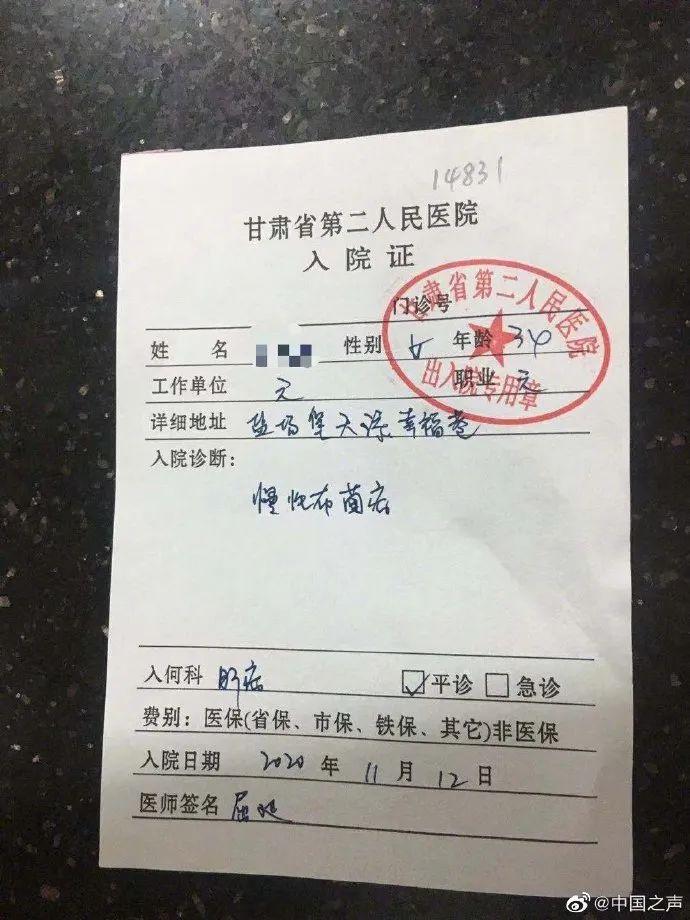 14831
甘肃省第二人民医院
入院证
门诊号
甘肃省第二人民医院
出入院专用章
姓名 性别 女 年龄 34
工作单位 无 职业 无
详细地址 盐场堡天源幸福巷
入院诊断:
慢性布菌病
入何科 肝病 ☑平诊 □急诊
费别:医保(省保、市保、铁保、其它)非医保
入院日期 2020 年 11 月 12 日
医师签名
@中国之声